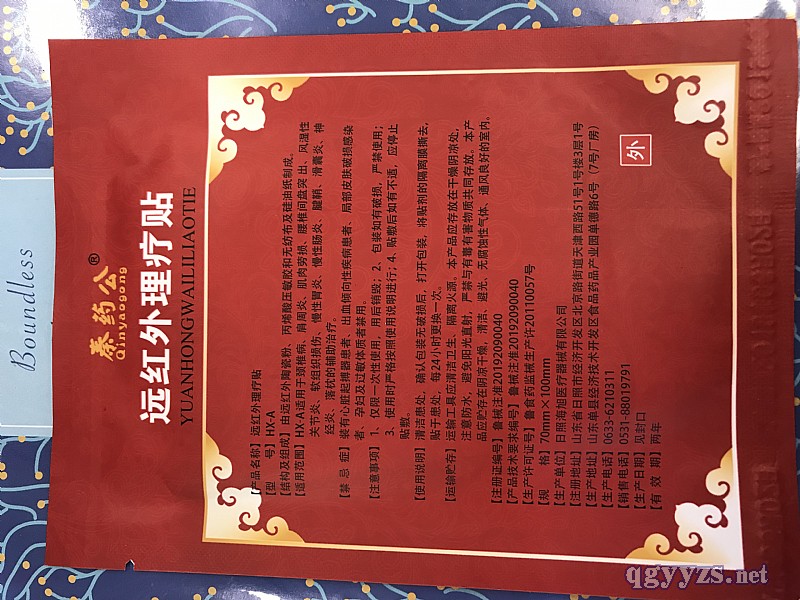 Boundless
秦药公®
Qinyaogong
远红外理疗贴
YUANHONGWAILILIAOTIE
【产品名称】远红外理疗贴
【型 号】HX-A
【结构及组成】由远红外陶瓷粉、丙烯酸压敏胶和无纺布及硅油纸制成。
【适用范围】HX-A适用于颈椎病、肩周炎、肌肉劳损、腰椎间盘突出、风湿性
关节炎、软组织损伤、慢性胃炎、慢性肠炎、腱鞘、滑囊炎、神
经炎、落枕的辅助治疗。
【禁 忌 症】装有心脏起搏器患者、出血倾向性疾病患者、局部皮肤破损感染
者、孕妇及过敏体质者禁用。
【注意事项】1、仅限一次性使用，用后销毁；2、包装如有破损，严禁使用；
3、使用时严格按照使用说明进行；4、贴敷后如有不适，应停止
贴敷。
【使用说明】清洁患处，确认包装无破损后，打开包装，将贴剂的隔离膜撕去，
贴于患处，每24小时更换一次。
【运输贮存】运输工具应清洁卫生、隔离火源。本产品应存放在干燥阴凉处，
注意防水，避免阳光直射，严禁与有毒有害物质共同存放。本产
品应贮存在阴凉干燥，清洁、避光、无腐蚀性气体、通风良好的室内。
【注册证编号】鲁械注准20192090040
【产品技术要求编号】鲁械注准20192090040
【生产许可证号】鲁食药监械生产许20110057号
【规 格】70mm×100mm
【生产单位】日照海旭医疗器械有限公司
【注册地址】山东省日照市经济开发区北京路街道天津西路51号1号楼3层1号
【生产地址】山东单县经济技术开发区食品药品产业园单德路6号（7号厂房）
【生产电话】0633-6210311
【销售电话】0531-88019791
【生产日期】见封口
【有 效 期】两年
外
qgyyzs.net